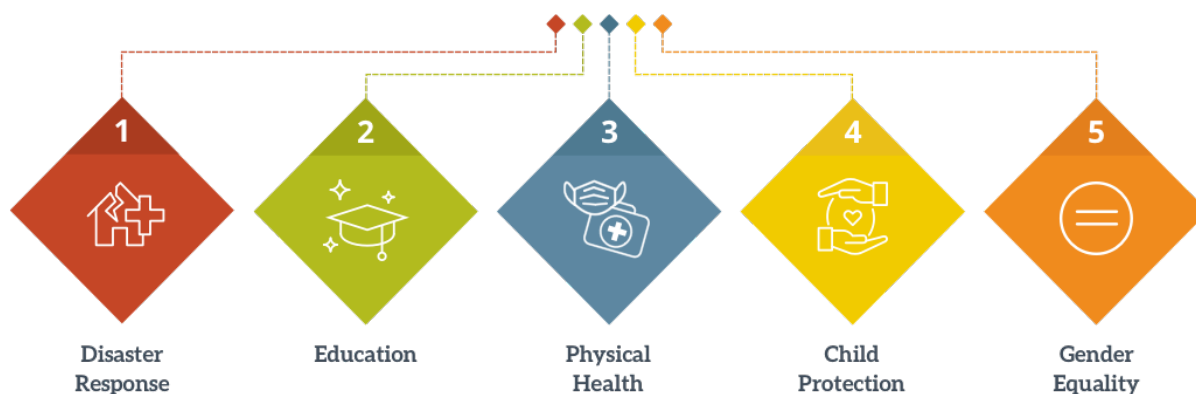 1
2
3
4
5
Disaster
Response
Education
Physical
Health
Child
Protection
Gender
Equality